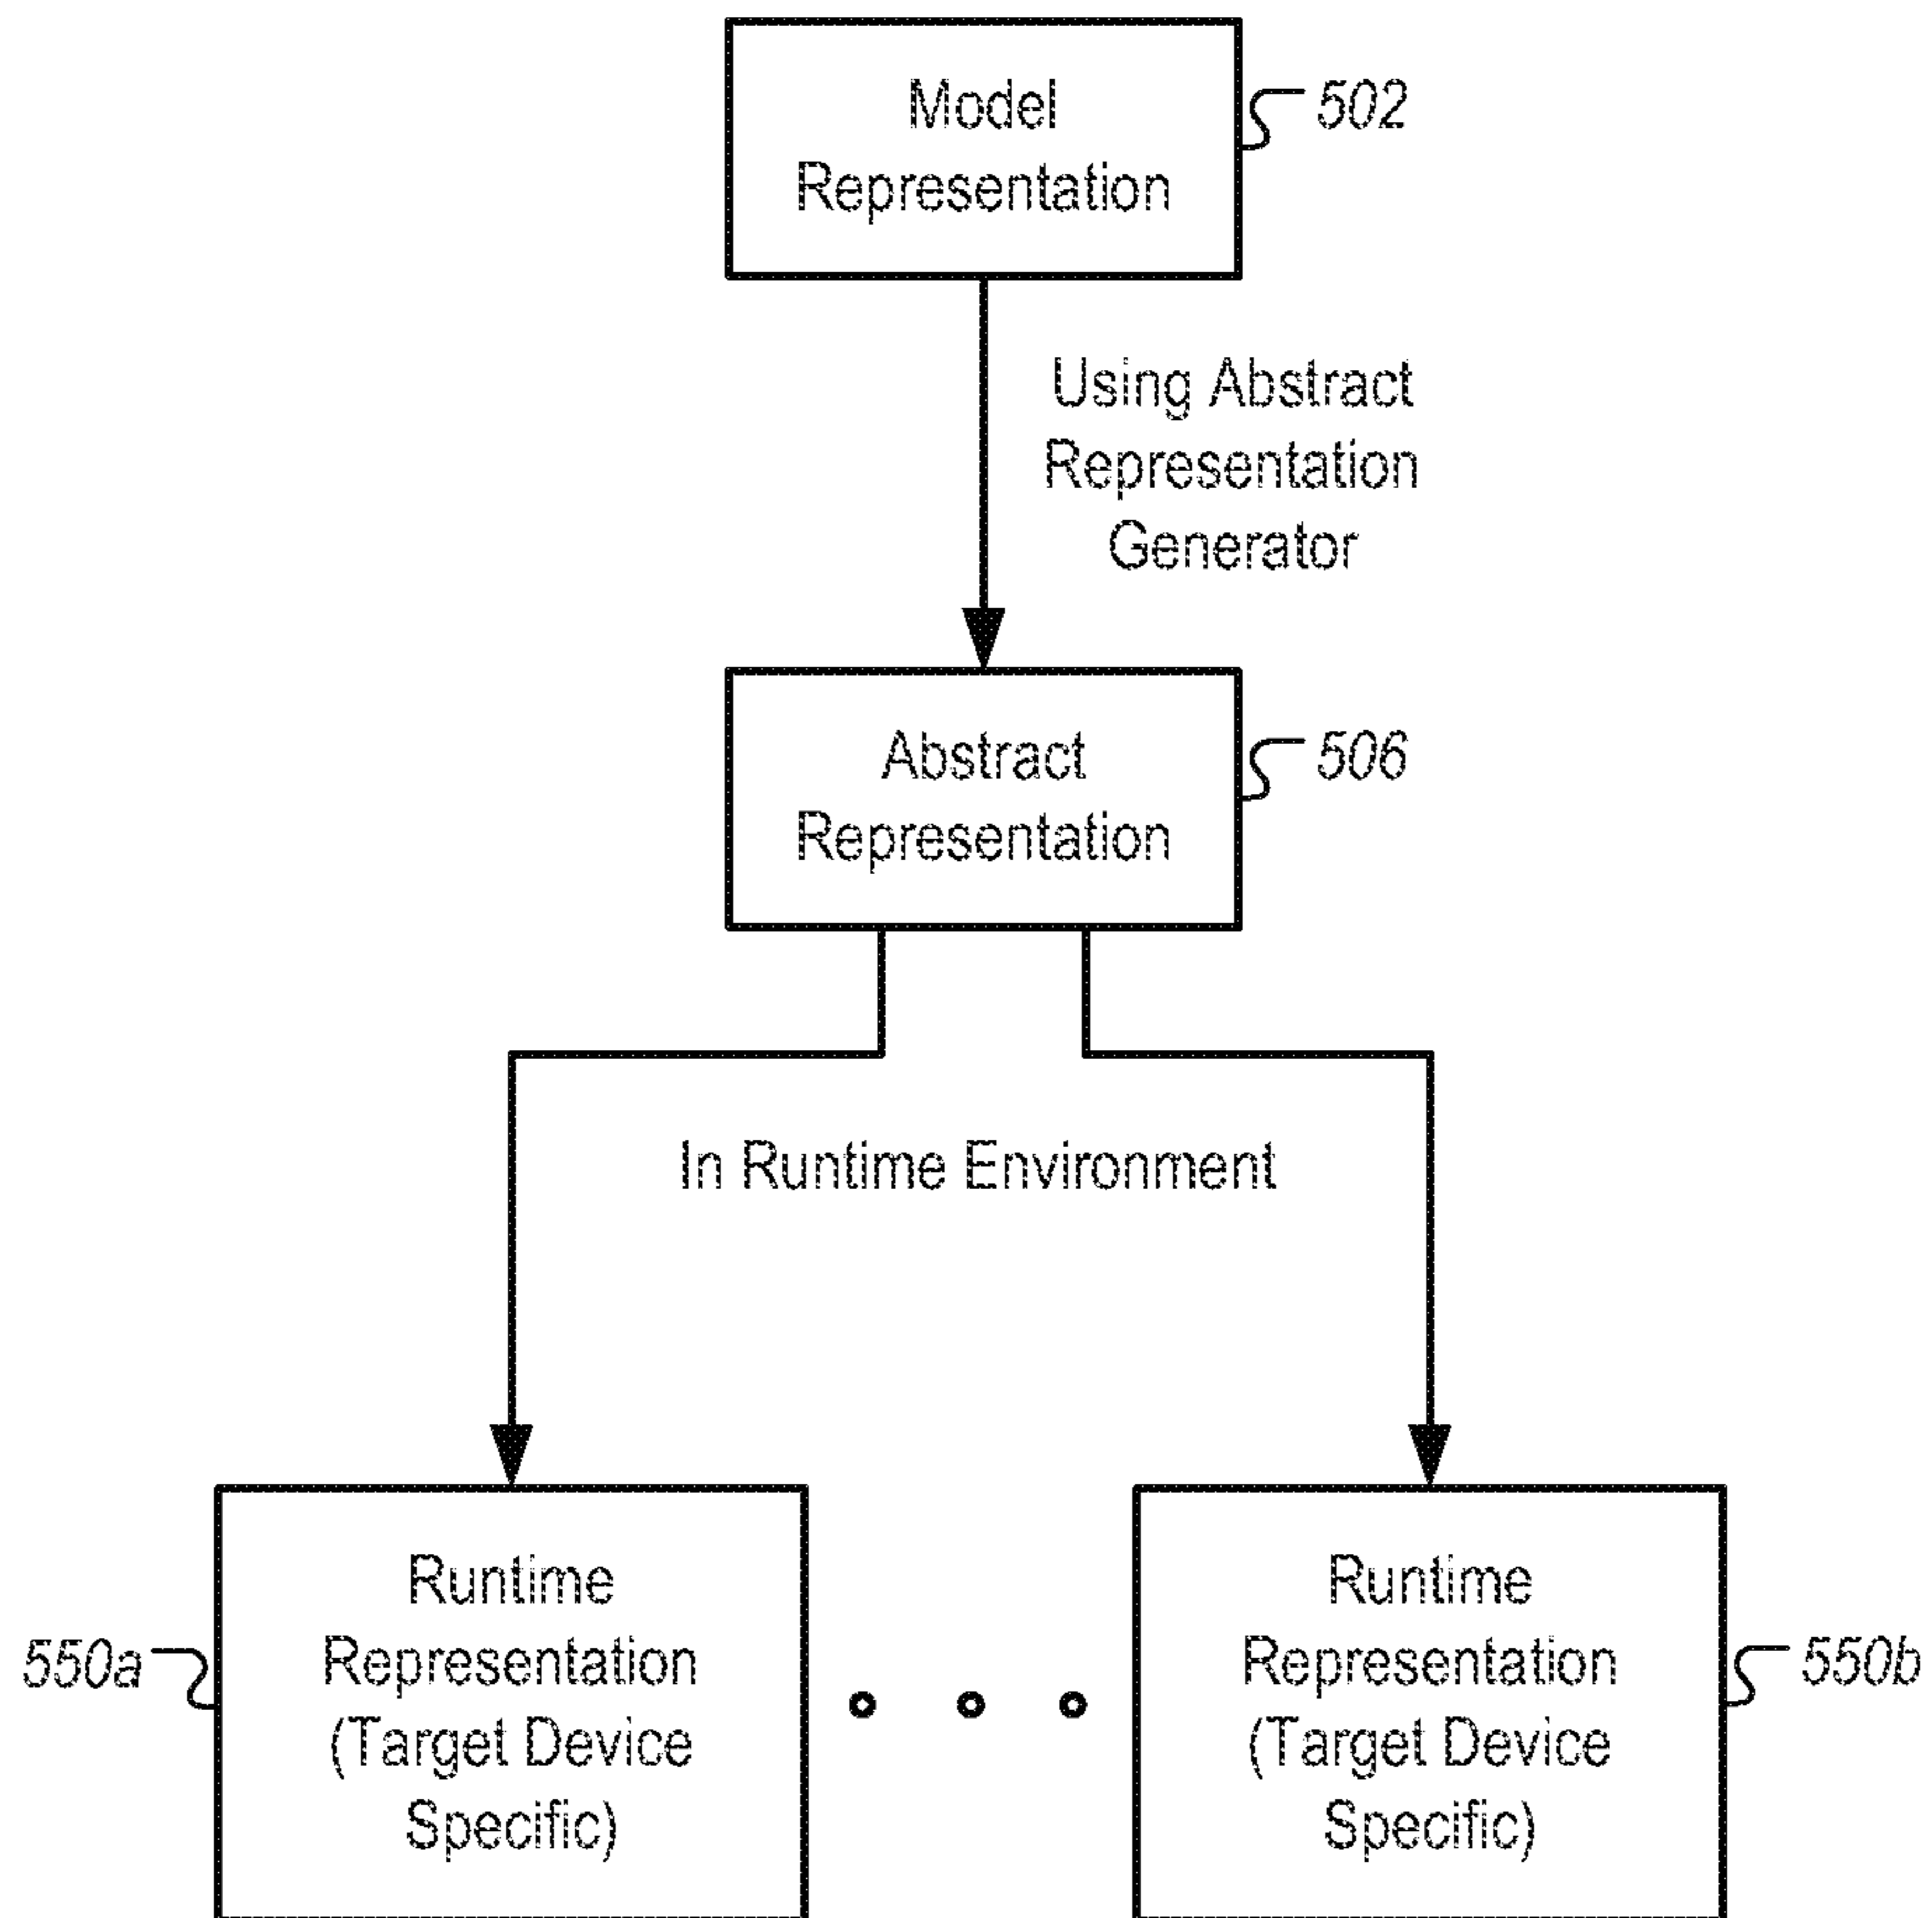 Model
Representation
502
Using Abstract
Representation
Generator
Abstract
Representation
506
In Runtime Environment
550a
Runtime
Representation
(Target Device
Specific)
Runtime
Representation
(Target Device
Specific)
550b